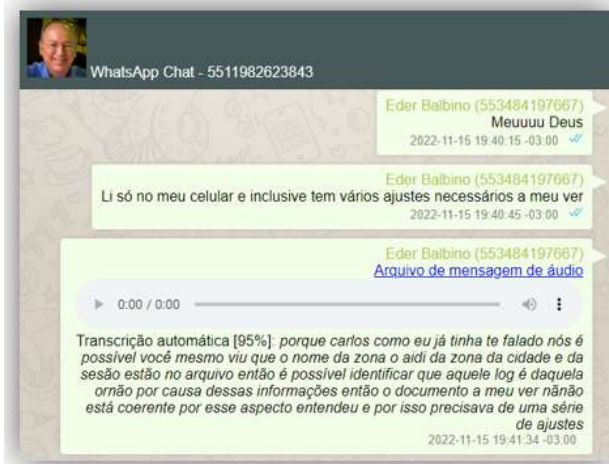 WhatsApp Chat - 5511982623843
Eder Balbino (553484197667)
Meuuuu Deus
2022-11-15 19:40:15 -03:00
Eder Balbino (553484197667)
Li só no meu celular e inclusive tem vários ajustes necessários a meu ver
2022-11-15 19:40:45 -03:00
Eder Balbino (553484197667)
Arquivo de mensagem de áudio
0:00 / 0:00
Transcrição automática [95%]: porque carlos como eu já tinha te falado nós é
possível você mesmo viu que o nome da zona o aidi da zona da cidade e da
sesão estão no arquivo então é possível identificar que aquele log é daquela
ornão por causa dessas informações então o documento a meu ver nãnão
está coerente por esse aspecto entendeu e por isso precisava de uma série
de ajustes
2022-11-15 19:41:34 -03:00